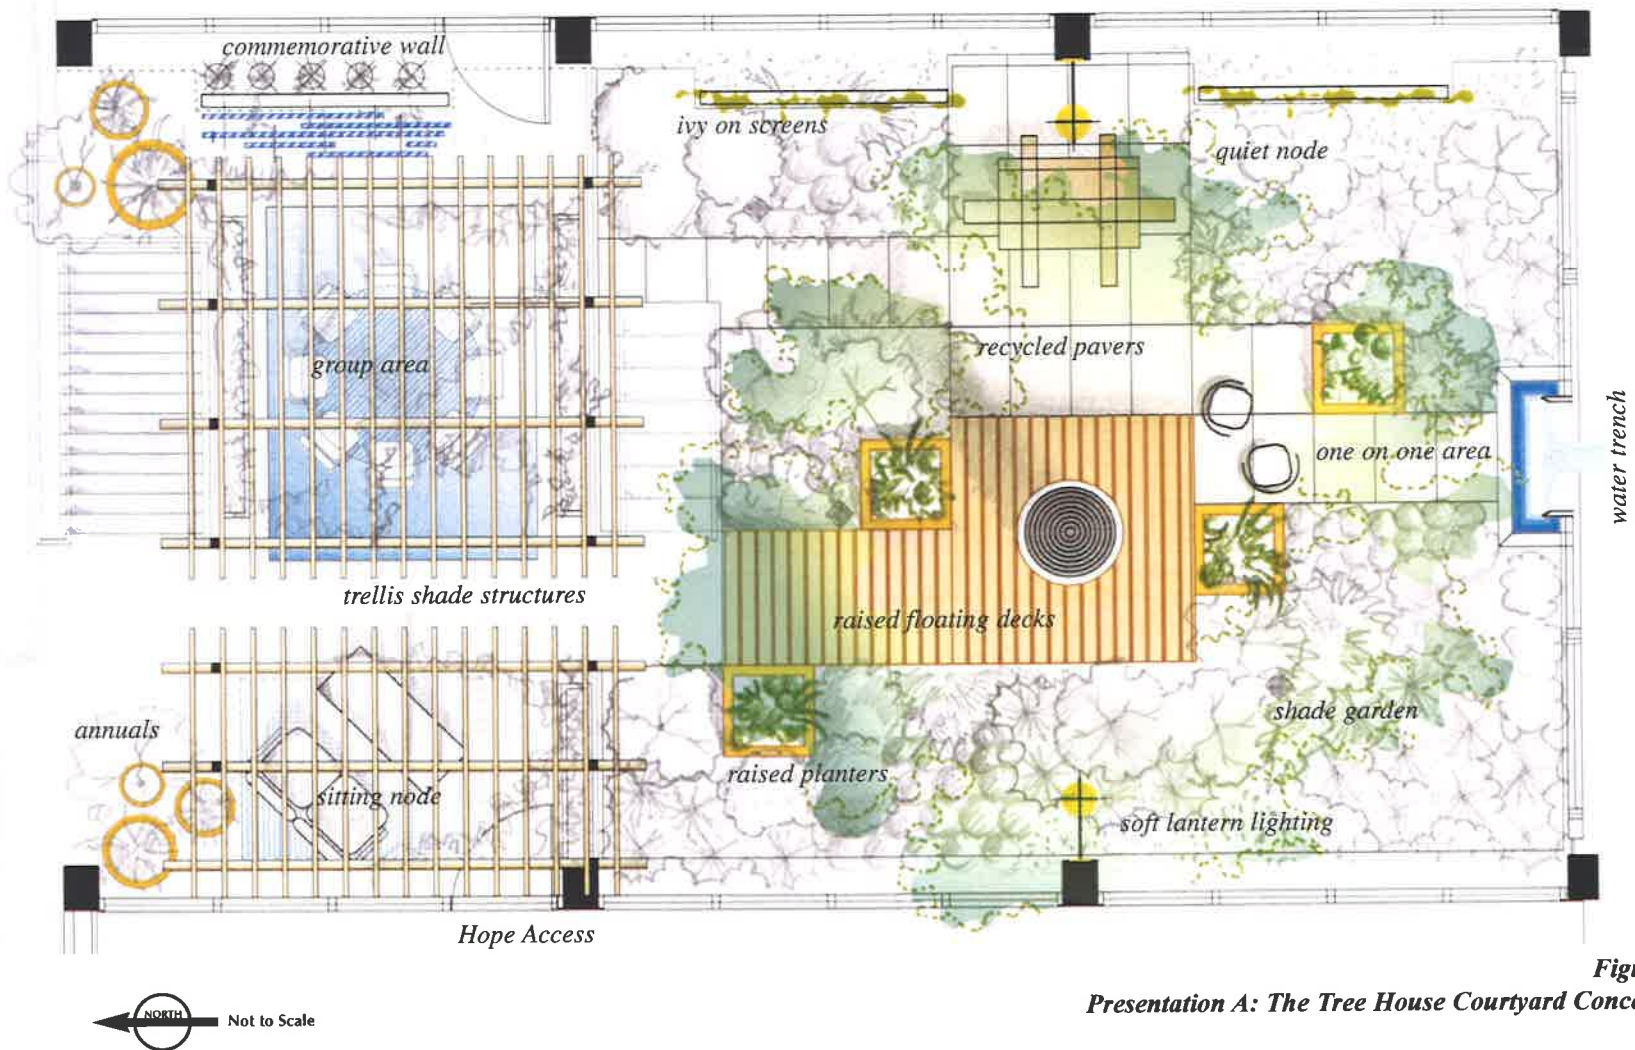 commemorative wall
ivy on screens
quiet node
group area
recycled pavers
one on one area
water trench
trellis shade structures
raised floating decks
annuals
shade garden
raised planters
sitting node
soft lantern lighting
Hope Access
Presentation A: The Tree House Courtyard
NORTH
Not to Scale